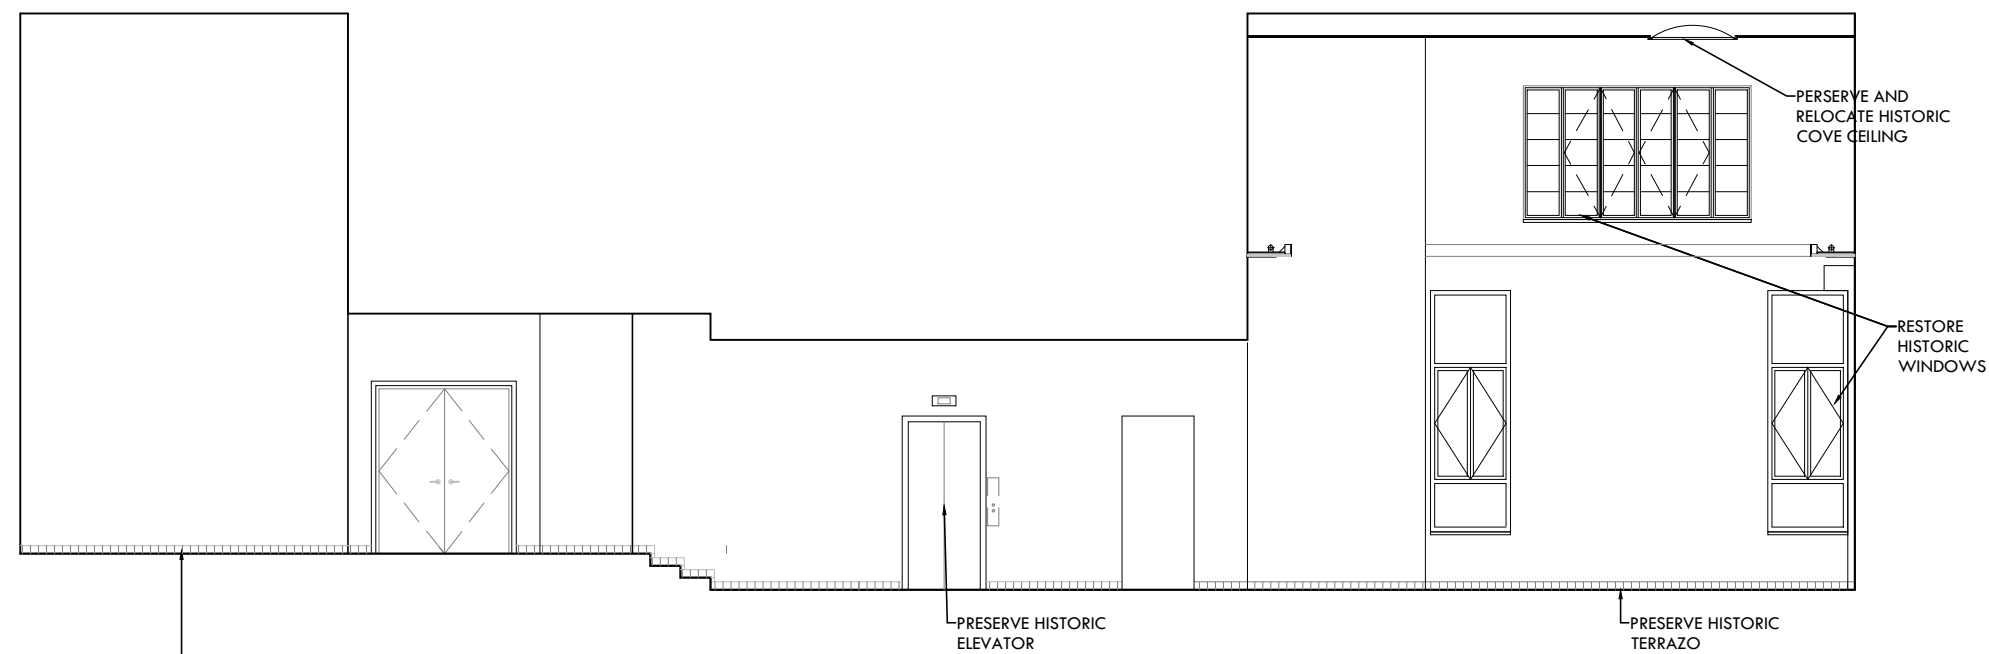 PERSERVE AND
RELOCATE HISTORIC
COVE CEILING
RESTORE
HISTORIC
WINDOWS
PRESERVE HISTORIC
ELEVATOR
PRESERVE HISTORIC
TERRAZO